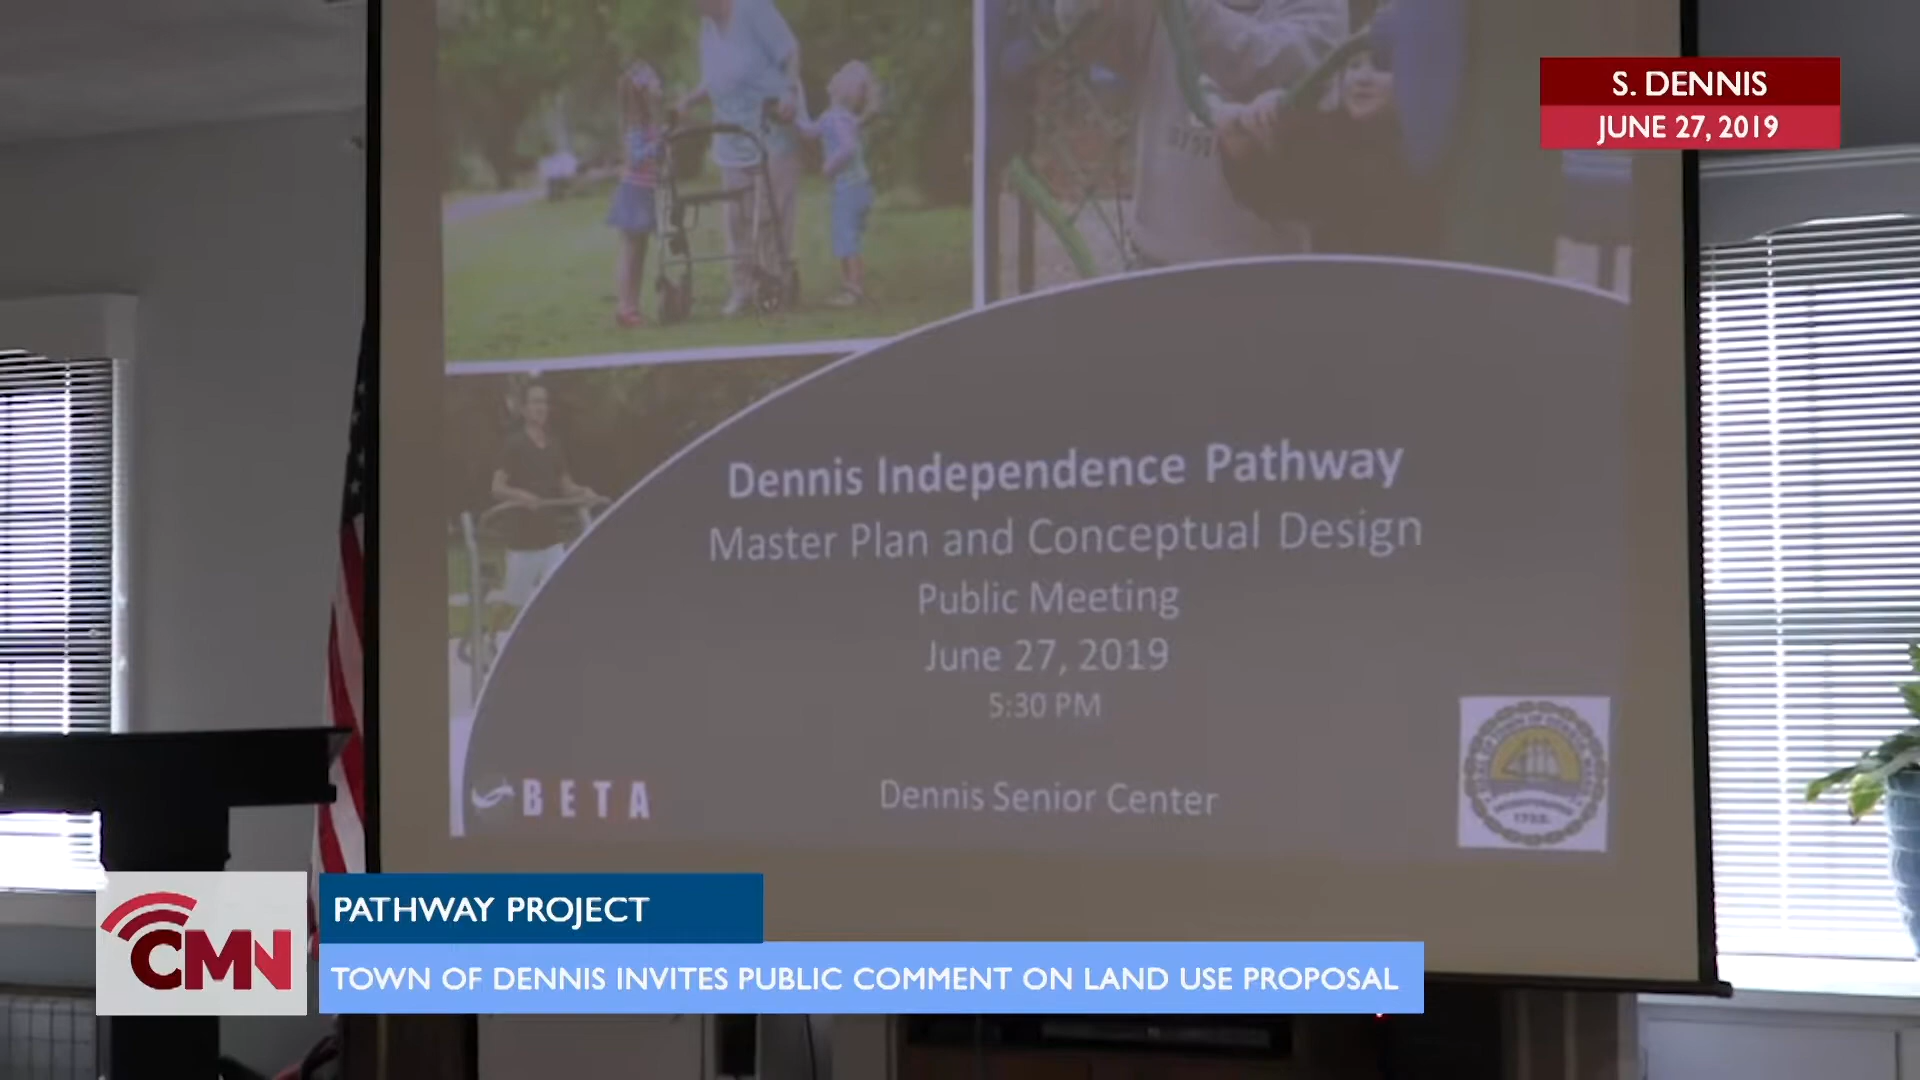 S. DENNIS
JUNE 27, 2019
Dennis Independence Pathway
Master Plan and Conceptual Design
Public Meeting
June 27, 2019
5:30 PM
BETA
Dennis Senior Center
PATHWAY PROJECT
CMN
TOWN OF DENNIS INVITES PUBLIC COMMENT ON LAND USE PROPOSAL